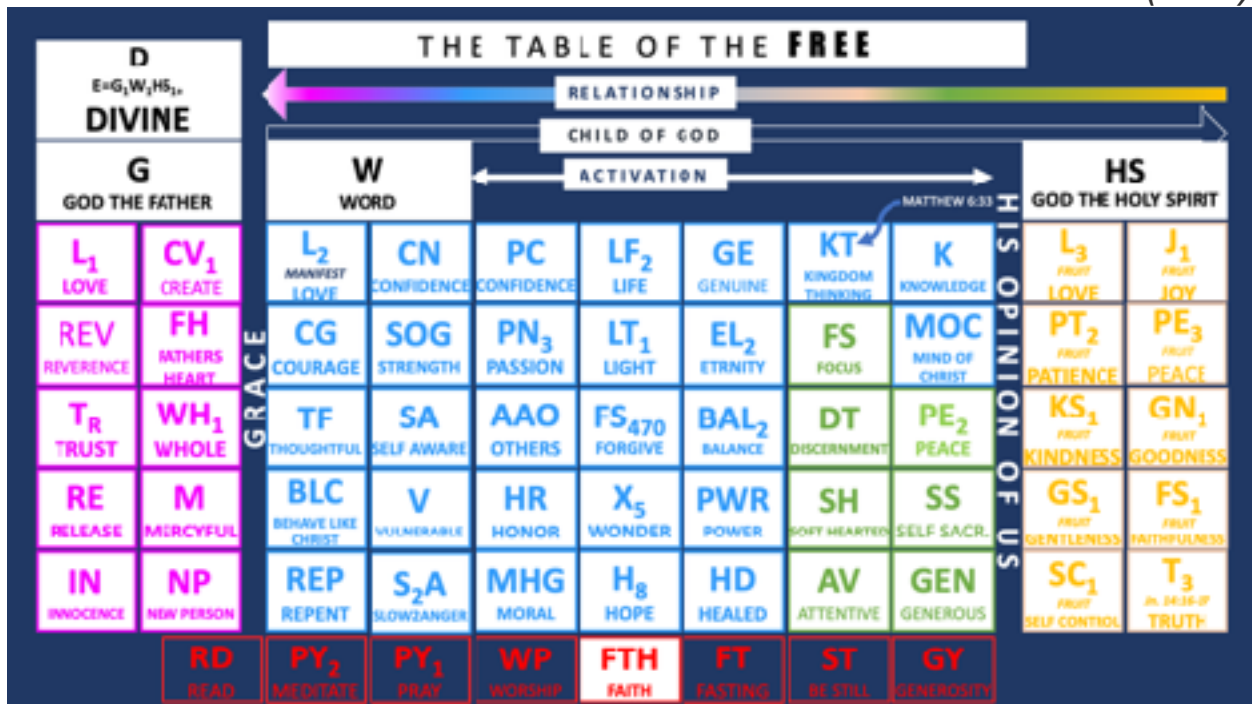 THE TABLE OF THE FREE
D
E=G₁W₁HS₁,
DIVINE
RELATIONSHIP
CHILD OF GOD
ACTIVATION
G
GOD THE FATHER
W
WORD
MATTHEW 6:33
HS
GOD THE HOLY SPIRIT
GRACE
HIS OPINION OF US
L₁
LOVE
CV₁
CREATE
L₂
MANIFEST
LOVE
CN
CONFIDENCE
PC
CONFIDENCE
LF₂
LIFE
GE
GENUINE
KT
KINGDOM
THINKING
K
KNOWLEDGE
L₃
FRUIT
LOVE
J₁
FRUIT
JOY
REV
REVERENCE
FH
FATHERS
HEART
CG
COURAGE
SOG
STRENGTH
PN₃
PASSION
LT₁
LIGHT
EL₂
ETRNITY
FS
FOCUS
MOC
MIND OF
CHRIST
PT₂
FRUIT
PATIENCE
PE₃
FRUIT
PEACE
T_R
TRUST
WH₁
WHOLE
TF
THOUGHTFUL
SA
SELF AWARE
AAO
OTHERS
FS₄₇₀
FORGIVE
BAL₂
BALANCE
DT
DISCERNMENT
PE₂
PEACE
KS₁
FRUIT
KINDNESS
GN₁
FRUIT
GOODNESS
RE
RELEASE
M
MERCYFUL
BLC
BEHAVE LIKE
CHRIST
V
VULNERABLE
HR
HONOR
X₅
WONDER
PWR
POWER
SH
SOFT HEARTED
SS
SELF SACR.
GS₁
FRUIT
GENTLENESS
FS₁
FRUIT
FAITHFULNESS
IN
INNOCENCE
NP
NEW PERSON
REP
REPENT
S₂A
SLOW2ANGER
MHG
MORAL
H₈
HOPE
HD
HEALED
AV
ATTENTIVE
GEN
GENEROUS
SC₁
FRUIT
SELF CONTROL
T₃
Jn. 14:16-17
TRUTH
RD
READ
PY₂
MEDITATE
PY₁
PRAY
WP
WORSHIP
FTH
FAITH
FT
FASTING
ST
BE STILL
GY
GENEROSITY